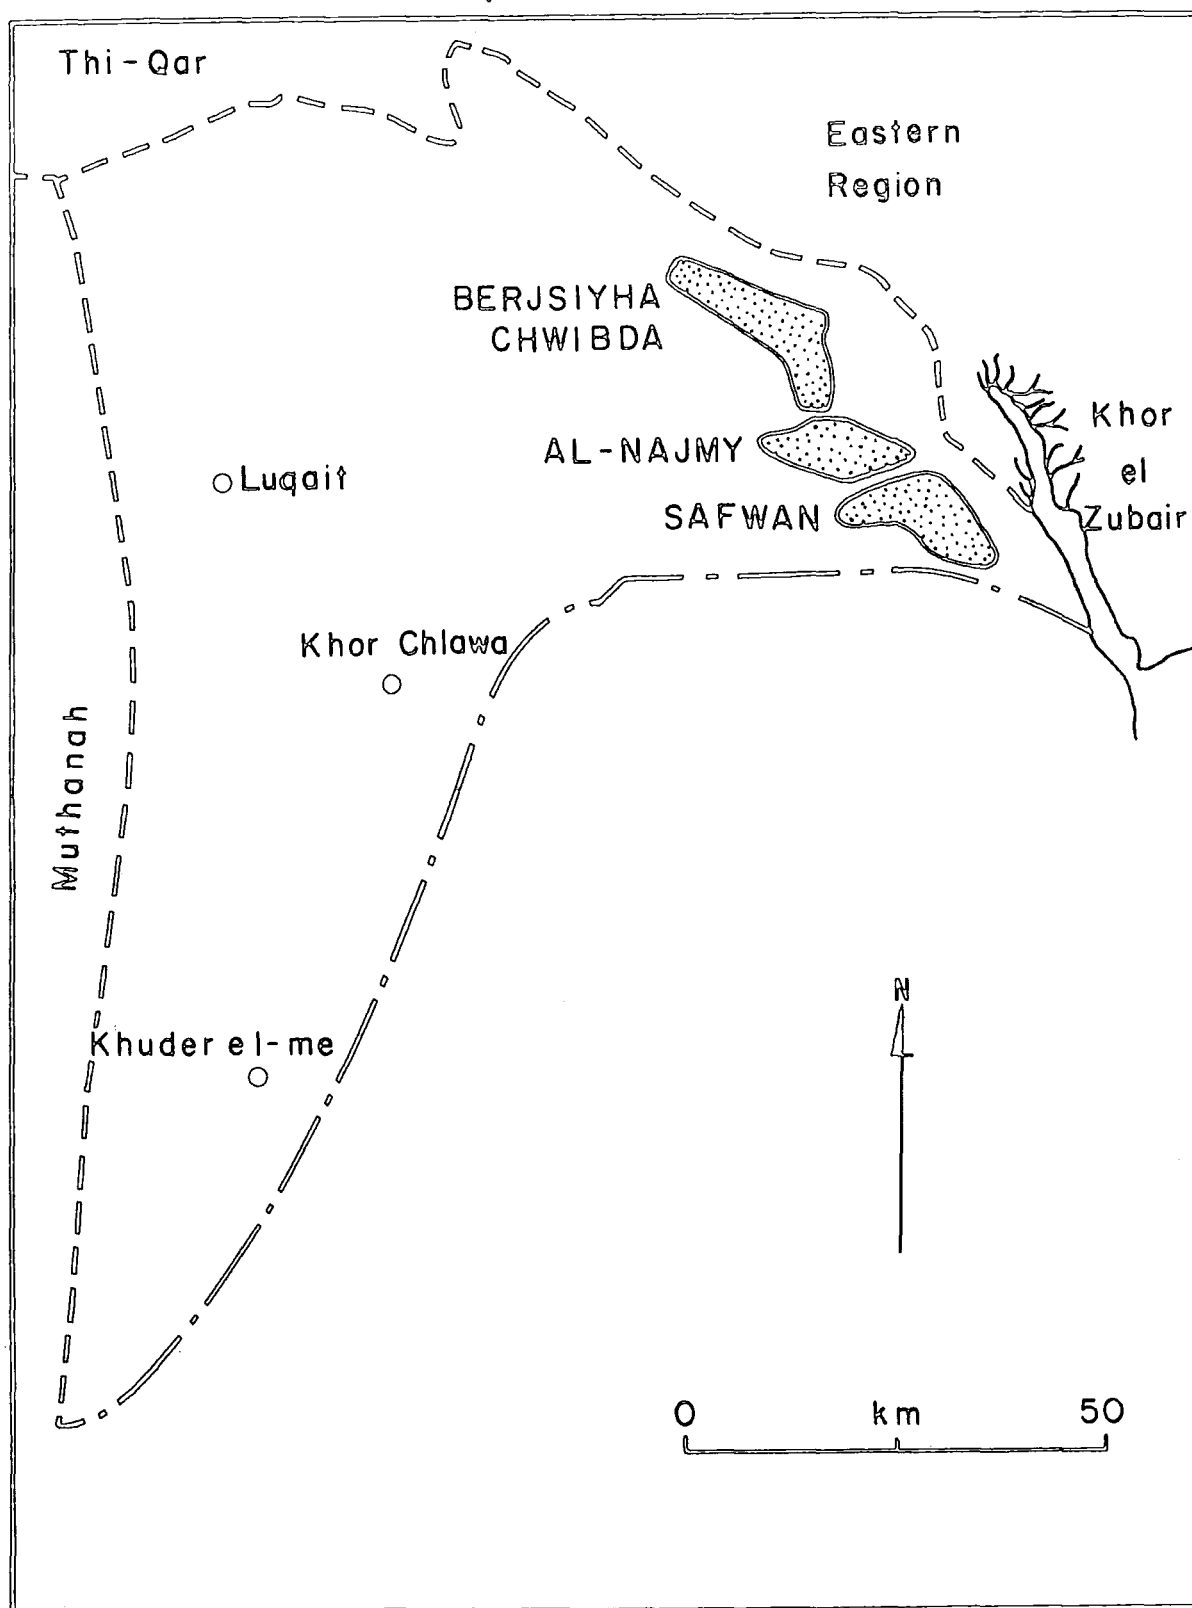 Thi-Qar
Eastern
Region
BERJSIYHA
CHWIBDA
Khor
el
Zubair
AL-NAJMY
Luqait
SAFWAN
Khor Chlawa
Muthanah
N
Khuder el-me
0 km 50